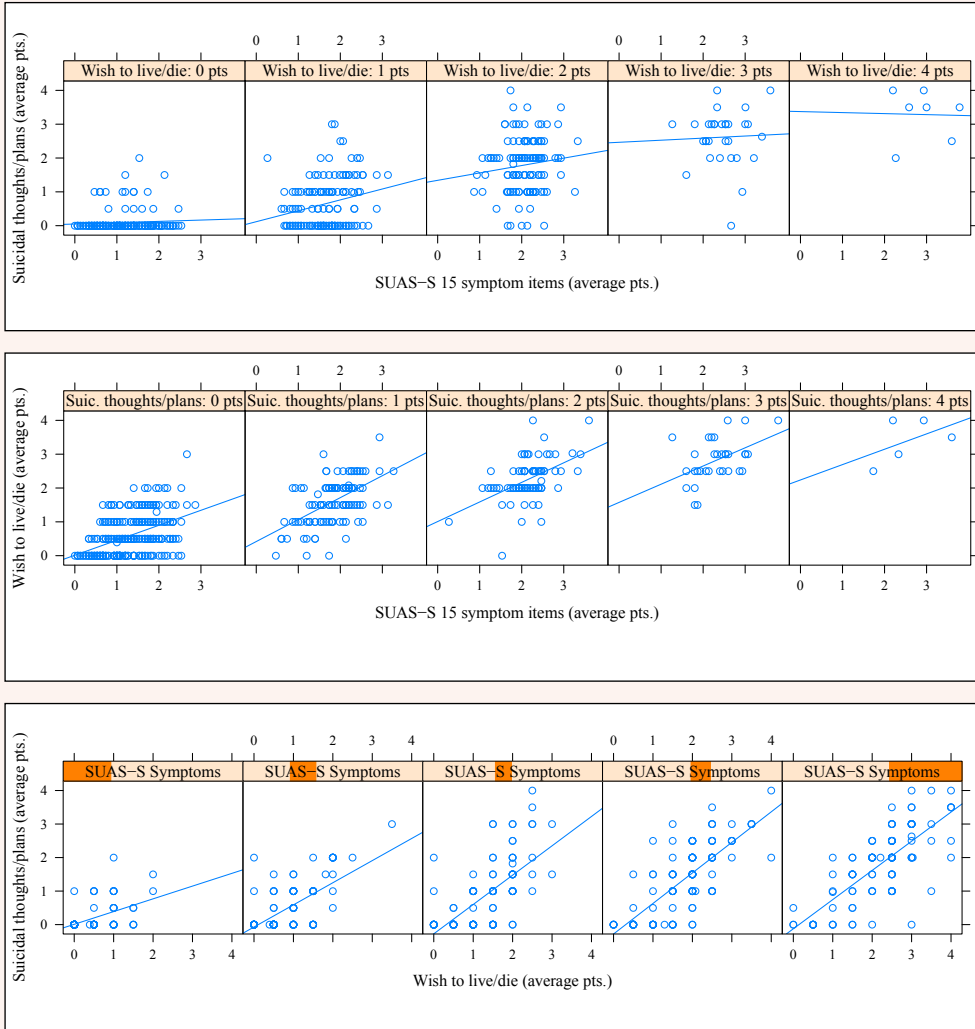 0 1 2 3 0 1 2 3
Wish to live/die: 0 pts Wish to live/die: 1 pts Wish to live/die: 2 pts Wish to live/die: 3 pts Wish to live/die: 4 pts
Suicidal thoughts/plans (average pts.)
4
3
2
1
0
0 1 2 3 0 1 2 3 0 1 2 3
SUAS−S 15 symptom items (average pts.)
0 1 2 3 0 1 2 3
Suic. thoughts/plans: 0 pts Suic. thoughts/plans: 1 pts Suic. thoughts/plans: 2 pts Suic. thoughts/plans: 3 pts Suic. thoughts/plans: 4 pts
Wish to live/die (average pts.)
4
3
2
1
0
0 1 2 3 0 1 2 3 0 1 2 3
SUAS−S 15 symptom items (average pts.)
0 1 2 3 4 0 1 2 3 4
SUAS−S Symptoms SUAS−S Symptoms SUAS−S Symptoms SUAS−S Symptoms SUAS−S Symptoms
Suicidal thoughts/plans (average pts.)
4
3
2
1
0
0 1 2 3 4 0 1 2 3 4 0 1 2 3 4
Wish to live/die (average pts.)